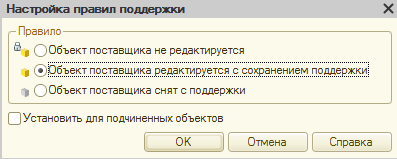 Настройка правил поддержки
Правило
Объект поставщика не редактируется
Объект поставщика редактируется с сохранением поддержки
Объект поставщика снят с поддержки
Установить для подчиненных объектов
OK
Отмена
Справка